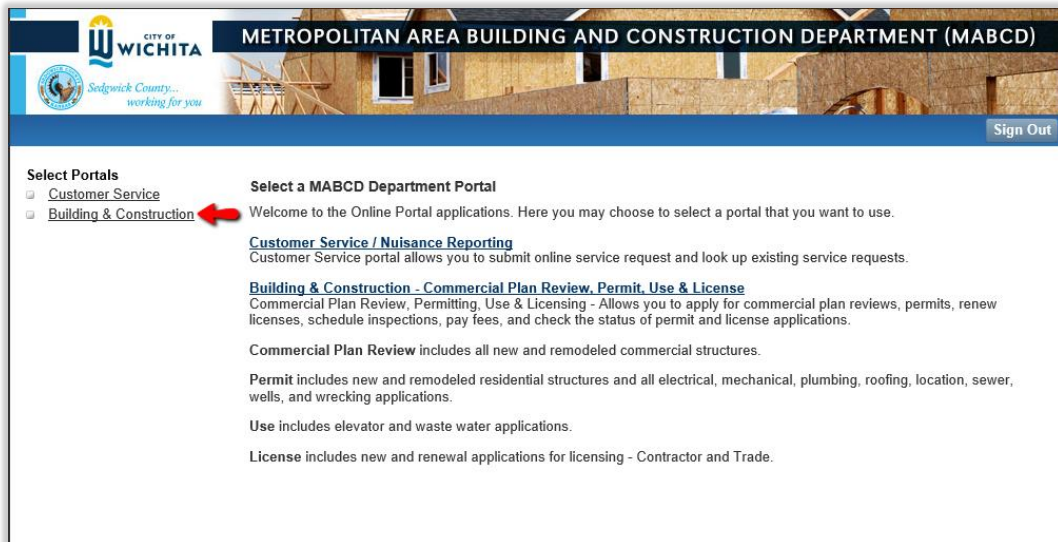 CITY OF
WICHITA
METROPOLITAN AREA BUILDING AND CONSTRUCTION DEPARTMENT (MABCD)
Sedgwick County...
working for you
Sign Out
Select Portals
Customer Service
Building & Construction
Select a MABCD Department Portal
Welcome to the Online Portal applications. Here you may choose to select a portal that you want to use.
Customer Service / Nuisance Reporting
Customer Service portal allows you to submit online service request and look up existing service requests.
Building & Construction - Commercial Plan Review, Permit, Use & License
Commercial Plan Review, Permitting, Use & Licensing - Allows you to apply for commercial plan reviews, permits, renew
licenses, schedule inspections, pay fees, and check the status of permit and license applications.
Commercial Plan Review includes all new and remodeled commercial structures.
Permit includes new and remodeled residential structures and all electrical, mechanical, plumbing, roofing, location, sewer,
wells, and wrecking applications.
Use includes elevator and waste water applications.
License includes new and renewal applications for licensing - Contractor and Trade.